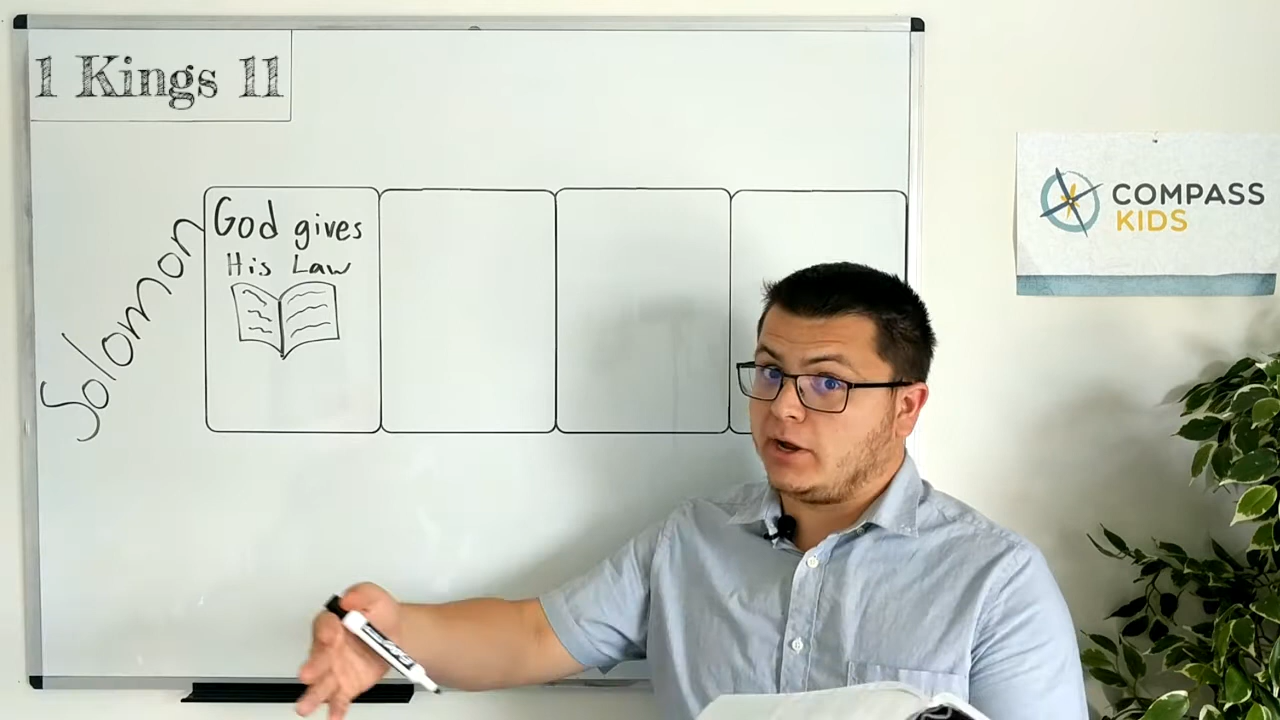 1 Kings 11
Solomon
God gives
His Law
COMPASS
KIDS